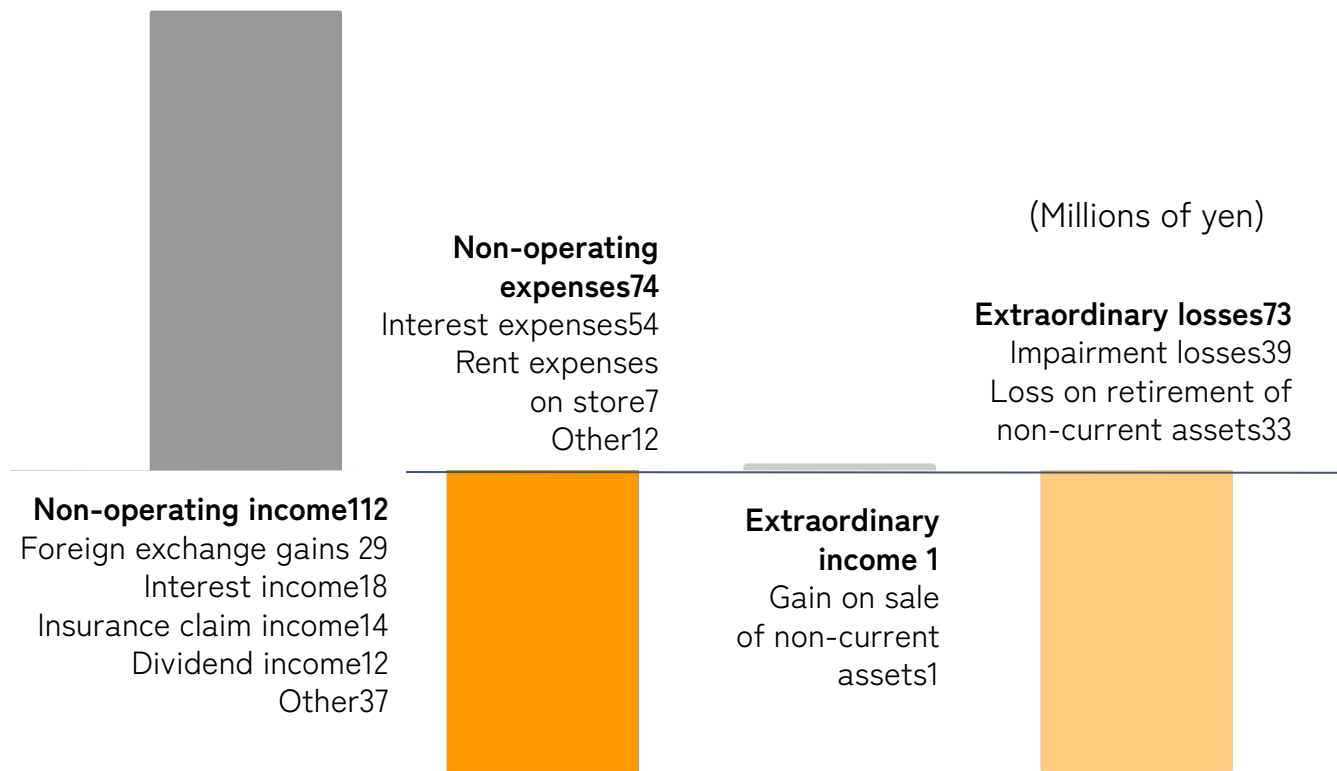 (Millions of yen)
Non-operating
expenses74
Interest expenses54
Rent expenses
on store7
Other12
Extraordinary losses73
Impairment losses39
Loss on retirement of
non-current assets33
Non-operating income112
Foreign exchange gains 29
Interest income18
Insurance claim income14
Dividend income12
Other37
Extraordinary
income 1
Gain on sale
of non-current
assets1